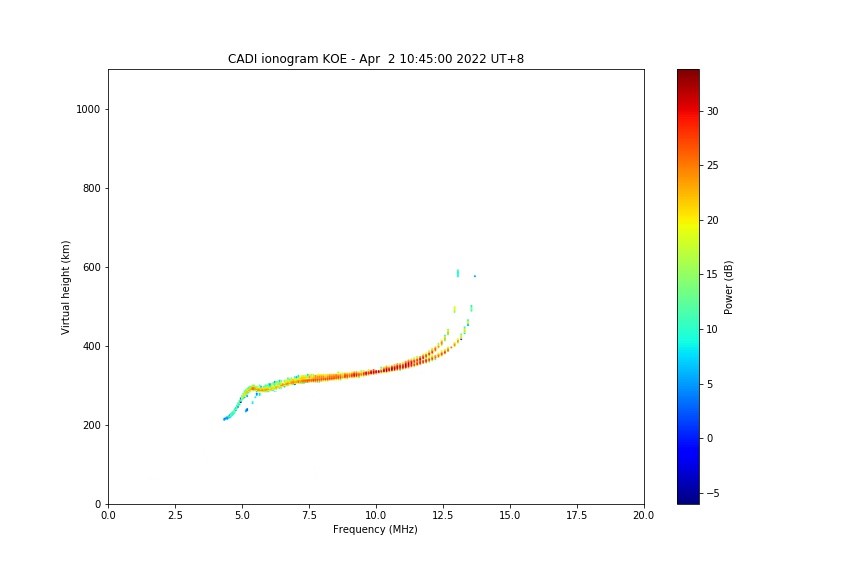 CADI ionogram KOE - Apr  2 10:45:00 2022 UT+8
1000
800
600
400
200
0
Virtual height (km)
0.0 2.5 5.0 7.5 10.0 12.5 15.0 17.5 20.0
Frequency (MHz)
30
25
20
15
10
5
0
−5
Power (dB)